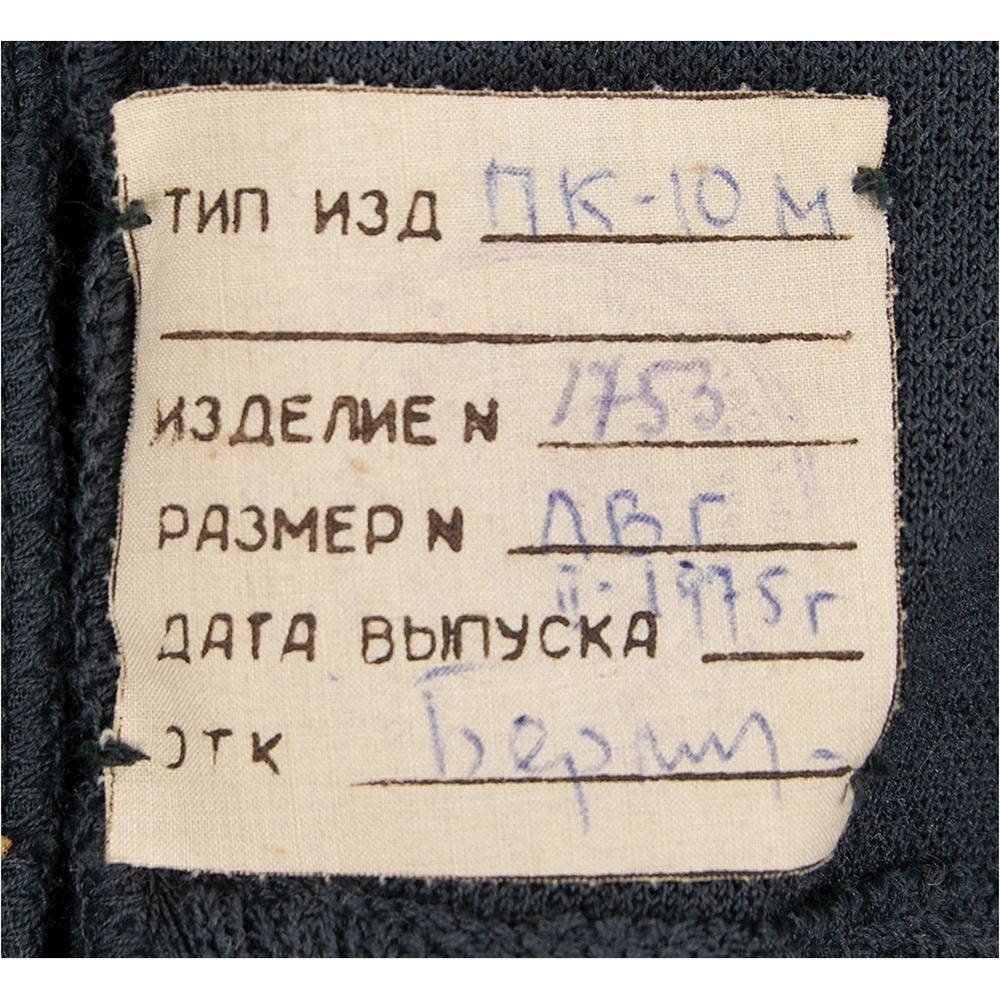 ТИП ИЗД ПК-10М
ИЗДЕЛИЕ N 1753
РАЗМЕР N ЛВГ
ДАТА ВЫПУСКА II-1975г
ОТК